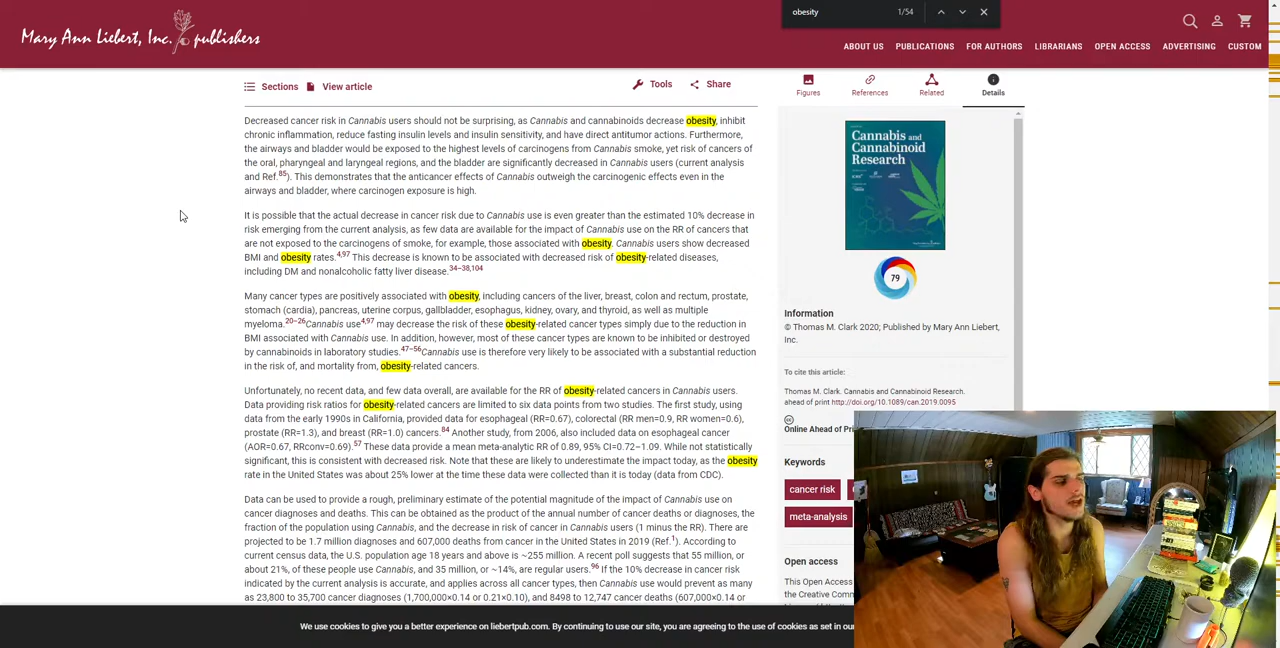 obesity 1/54
Mary Ann Liebert, Inc. publishers
ABOUT US PUBLICATIONS FOR AUTHORS LIBRARIANS OPEN ACCESS ADVERTISING CUSTOM
Sections View article Tools Share
Figures References Related Details
Decreased cancer risk in Cannabis users should not be surprising, as Cannabis and cannabinoids decrease obesity, inhibit
chronic inflammation, reduce fasting insulin levels and insulin sensitivity, and have direct antitumor actions. Furthermore,
the airways and bladder would be exposed to the highest levels of carcinogens from Cannabis smoke, yet risk of cancers of
the oral, pharyngeal and laryngeal regions, and the bladder are significantly decreased in Cannabis users (current analysis
and Ref.85). This demonstrates that the anticancer effects of Cannabis outweigh the carcinogenic effects even in the
airways and bladder, where carcinogen exposure is high.
It is possible that the actual decrease in cancer risk due to Cannabis use is even greater than the estimated 10% decrease in
risk emerging from the current analysis, as few data are available for the impact of Cannabis use on the RR of cancers that
are not exposed to the carcinogens of smoke, for example, those associated with obesity. Cannabis users show decreased
BMI and obesity rates.4,97 This decrease is known to be associated with decreased risk of obesity-related diseases,
including DM and nonalcoholic fatty liver disease.34–38,104
Many cancer types are positively associated with obesity, including cancers of the liver, breast, colon and rectum, prostate,
stomach (cardia), pancreas, uterine corpus, gallbladder, esophagus, kidney, ovary, and thyroid, as well as multiple
myeloma.20–26Cannabis use4,97 may decrease the risk of these obesity-related cancer types simply due to the reduction in
BMI associated with Cannabis use. In addition, however, most of these cancer types are known to be inhibited or destroyed
by cannabinoids in laboratory studies.47–56Cannabis use is therefore very likely to be associated with a substantial reduction
in the risk of, and mortality from, obesity-related cancers.
Unfortunately, no recent data, and few data overall, are available for the RR of obesity-related cancers in Cannabis users.
Data providing risk ratios for obesity-related cancers are limited to six data points from two studies. The first study, using
data from the early 1990s in California, provided data for esophageal (RR=0.67), colorectal (RR men=0.9, RR women=0.6),
prostate (RR=1.3), and breast (RR=1.0) cancers.84 Another study, from 2006, also included data on esophageal cancer
(AOR=0.67, RRconv=0.69).57 These data provide a mean meta-analytic RR of 0.89, 95% CI=0.72–1.09. While not statistically
significant, this is consistent with decreased risk. Note that these are likely to underestimate the impact today, as the obesity
rate in the United States was about 25% lower at the time these data were collected than it is today (data from CDC).
Data can be used to provide a rough, preliminary estimate of the potential magnitude of the impact of Cannabis use on
cancer diagnoses and deaths. This can be obtained as the product of the annual number of cancer deaths or diagnoses, the
fraction of the population using Cannabis, and the decrease in risk of cancer in Cannabis users (1 minus the RR). There are
projected to be 1.7 million diagnoses and 607,000 deaths from cancer in the United States in 2019 (Ref.1). According to
current census data, the U.S. population age 18 years and above is ~255 million. A recent poll suggests that 55 million, or
about 21%, of these people use Cannabis, and 35 million, or ~14%, are regular users.96 If the 10% decrease in cancer risk
indicated by the current analysis is accurate, and applies across all cancer types, then Cannabis use would prevent as many
as 23,800 to 35,700 cancer diagnoses (1,700,000×0.14 or 0.21×0.10), and 8498 to 12,747 cancer deaths (607,000×0.14 or
Cannabis and
Cannabinoid
Research
79
Information
© Thomas M. Clark 2020; Published by Mary Ann Liebert,
Inc.
To cite this article:
Thomas M. Clark. Cannabis and Cannabinoid Research.
ahead of print http://doi.org/10.1089/can.2019.0095
Online Ahead of Pri
Keywords
cancer risk
meta-analysis
Open access
This Open Access
the Creative Comm
We use cookies to give you a better experience on liebertpub.com. By continuing to use our site, you are agreeing to the use of cookies as set in our